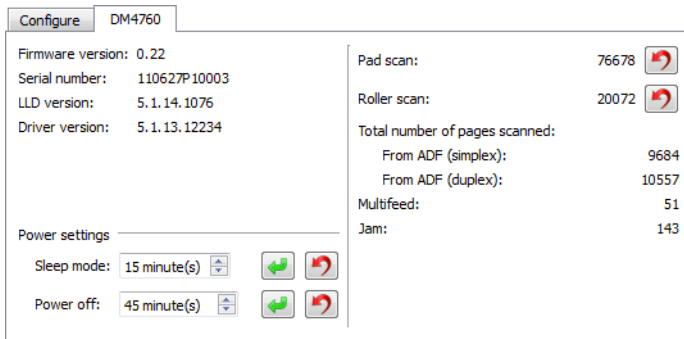 Configure DM4760
Firmware version: 0.22
Serial number: 110627P10003
LLD version: 5.1.14.1076
Driver version: 5.1.13.12234
Power settings
Sleep mode: 15 minute(s)
Power off: 45 minute(s)
Pad scan: 76678
Roller scan: 20072
Total number of pages scanned:
From ADF (simplex): 9684
From ADF (duplex): 10557
Multifeed: 51
Jam: 143